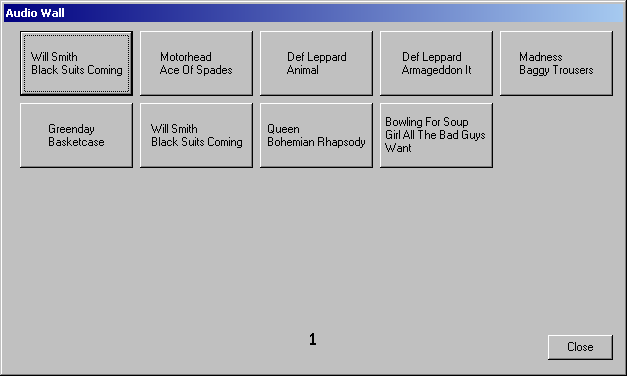 Audio Wall
Will Smith
Black Suits Coming
Motorhead
Ace Of Spades
Def Leppard
Animal
Def Leppard
Armageddon It
Madness
Baggy Trousers
Greenday
Basketcase
Will Smith
Black Suits Coming
Queen
Bohemian Rhapsody
Bowling For Soup
Girl All The Bad Guys
Want
1
Close